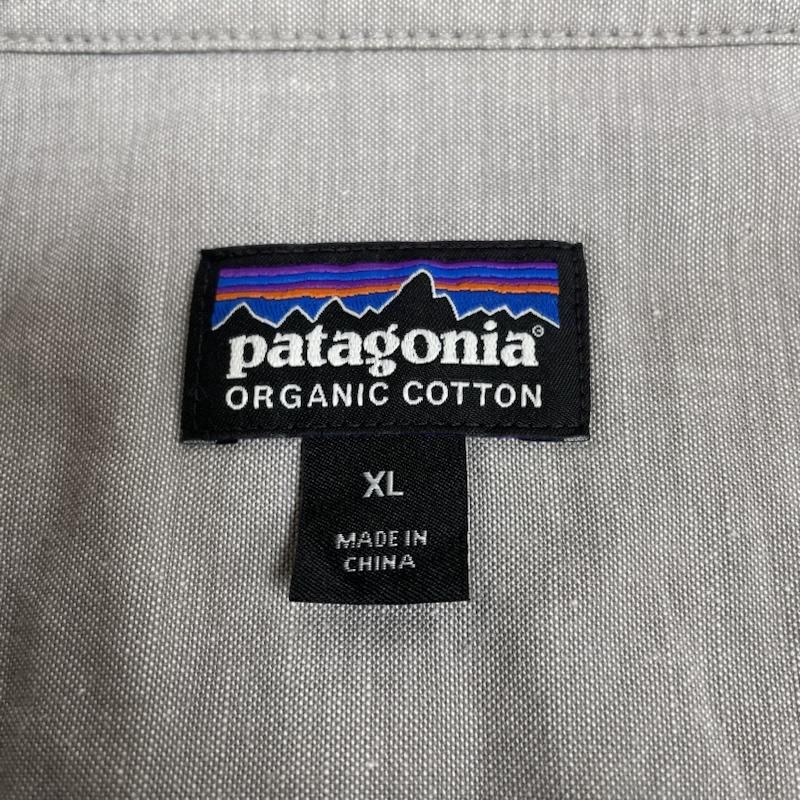 patagonia®
ORGANIC COTTON
XL
MADE IN
CHINA